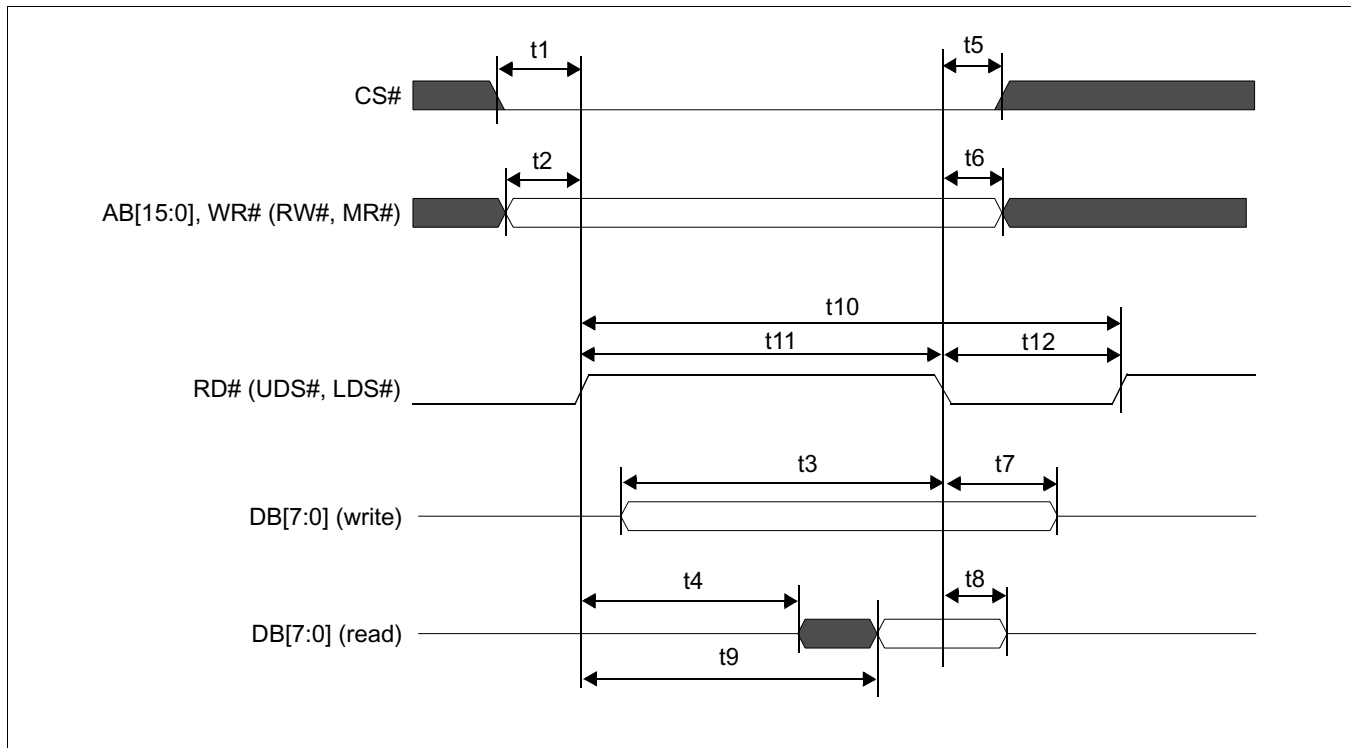 t1
t5
CS#
t2
t6
AB[15:0], WR# (RW#, MR#)
t10
t11
t12
RD# (UDS#, LDS#)
t3
t7
DB[7:0] (write)
t4
t8
DB[7:0] (read)
t9